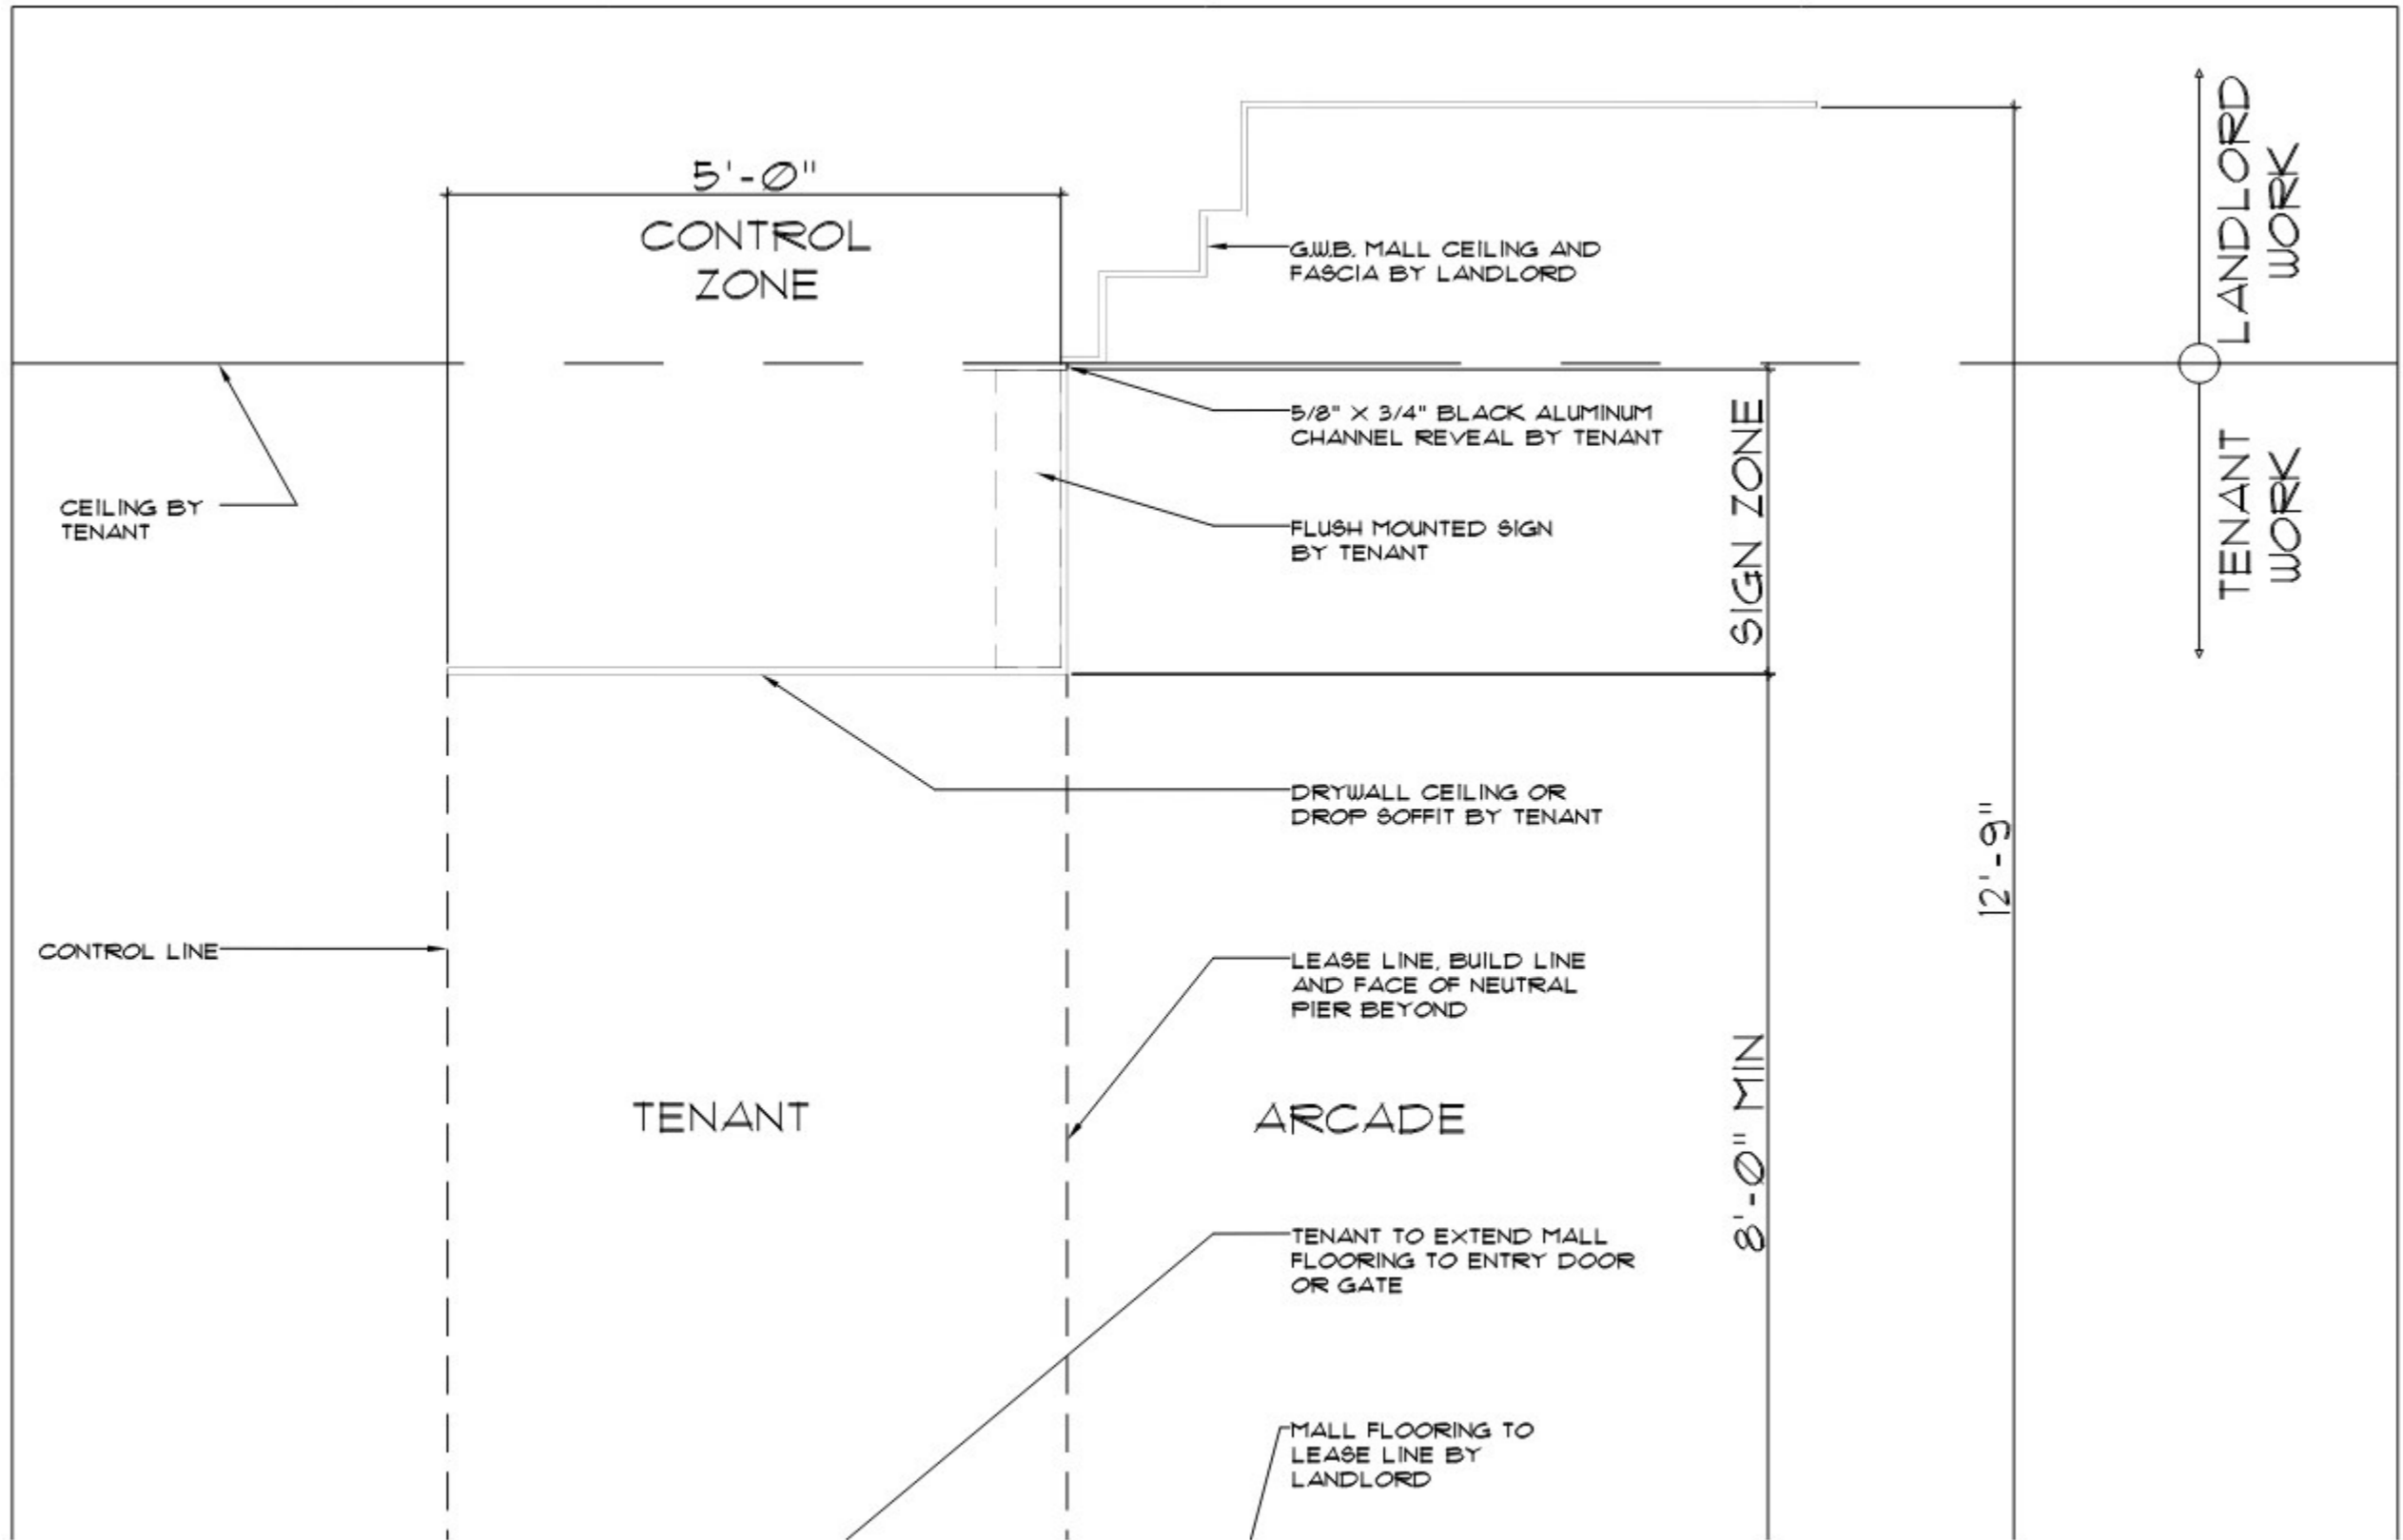 5'-0"
CONTROL
ZONE
LANDLORD
WORK
G.W.B. MALL CEILING AND
FASCIA BY LANDLORD
5/8" X 3/4" BLACK ALUMINUM
CHANNEL REVEAL BY TENANT
SIGN ZONE
TENANT
WORK
CEILING BY
TENANT
FLUSH MOUNTED SIGN
BY TENANT
DRYWALL CEILING OR
DROP SOFFIT BY TENANT
12'-9"
CONTROL LINE
LEASE LINE, BUILD LINE
AND FACE OF NEUTRAL
PIER BEYOND
TENANT
ARCADE
8'-0" MIN
TENANT TO EXTEND MALL
FLOORING TO ENTRY DOOR
OR GATE
MALL FLOORING TO
LEASE LINE BY
LANDLORD